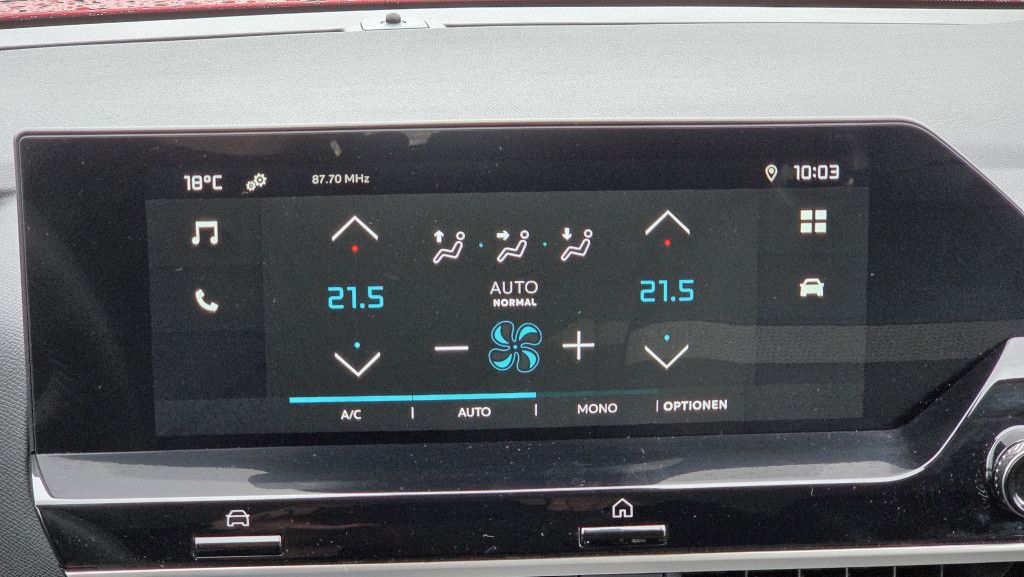 18°C 87.70 MHz 10:03
21.5 AUTO 21.5
NORMAL
A/C | AUTO | MONO | OPTIONEN